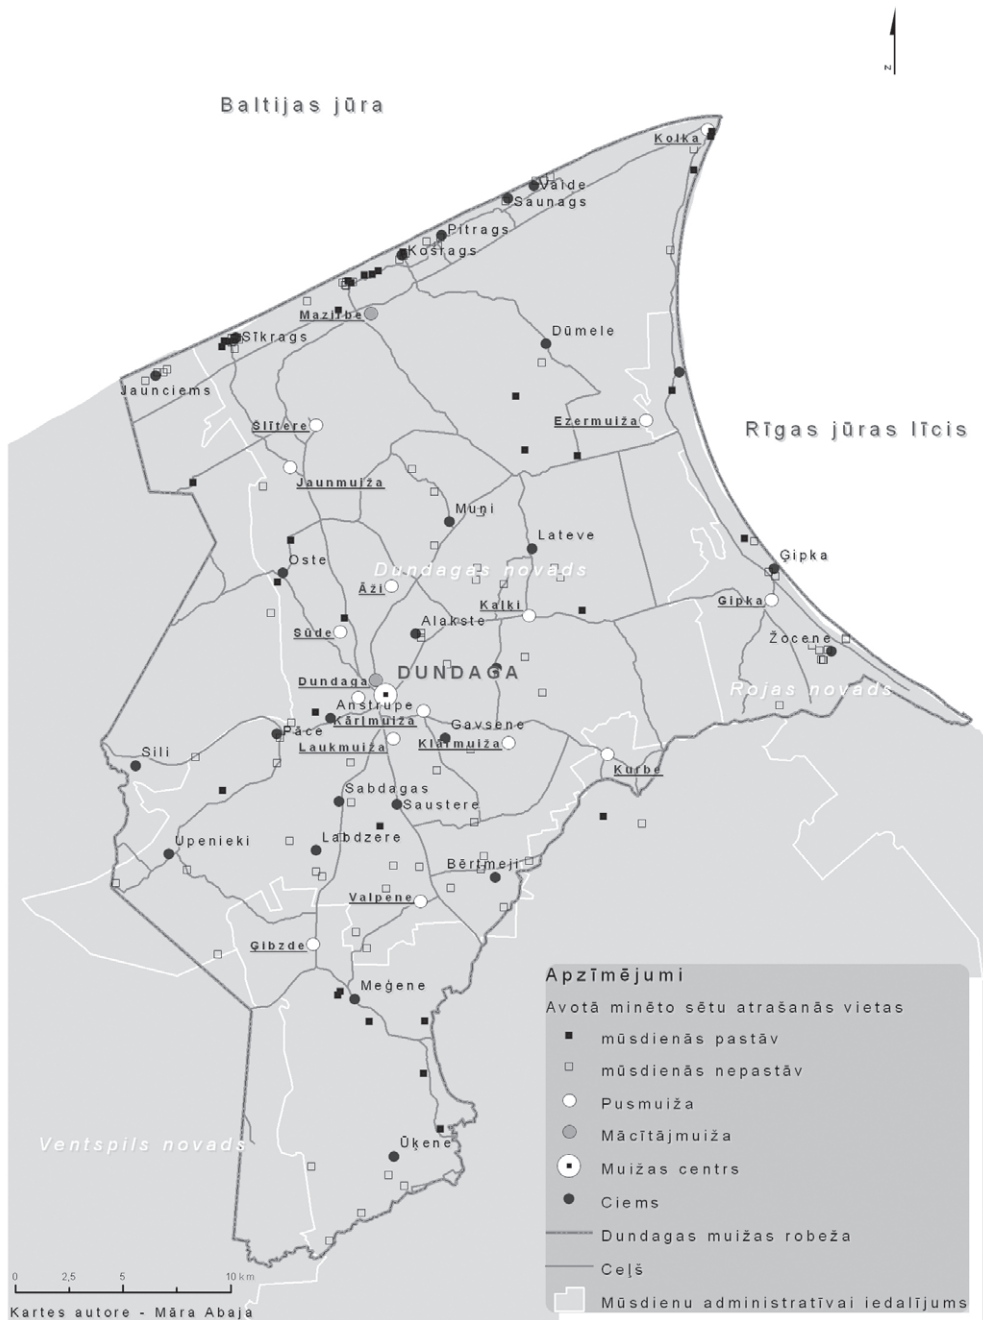 N
Baltijas jūra
Kolka
Vaide
Saunags
Pitrags
Košrags
Mazirbe
Sīkrags
Dūmele
Jaunciems
Šlītere
Ezermuiža
Rīgas jūras līcis
Jaunmuiža
Muņi
Lateve
Oste
Dundagas novads
Ģipka
Āži
Kaļķi
Ģipka
Alakste
Sūde
Žocene
DUNDAGA
Dundaga
Rojas novads
Anstrupe
Kārļmuiža
Gavsene
Pāce
Laukmuiža
Klārmuiža
Sili
Kurbe
Sabdagas
Saustere
Upenieki
Labdzere
Bērtmeji
Valpene
Ģibzde
Meģene
Apzīmējumi
Avotā minēto sētu atrašanās vietas
mūsdienās pastāv
mūsdienās nepastāv
Pusmuiža
Mācītājmuiža
Muižas centrs
Ciems
Dundagas muižas robeža
Ceļš
Mūsdienu administratīvai iedalījums
Ventspils novads
Ūķene
0 2,5 5 10 km
Kartes autore - Māra Abaja